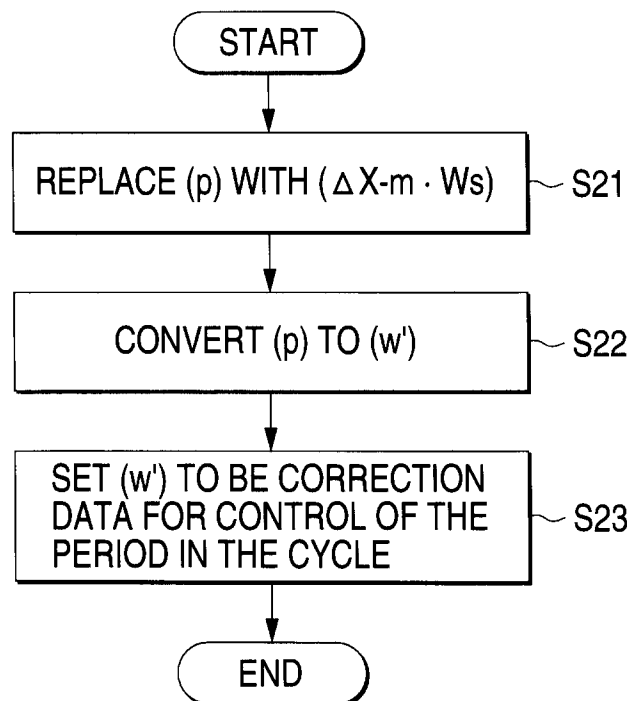 START
REPLACE (p) WITH (△X-m · Ws)
S21
CONVERT (p) TO (w')
S22
SET (w') TO BE CORRECTION
DATA FOR CONTROL OF THE
PERIOD IN THE CYCLE
S23
END